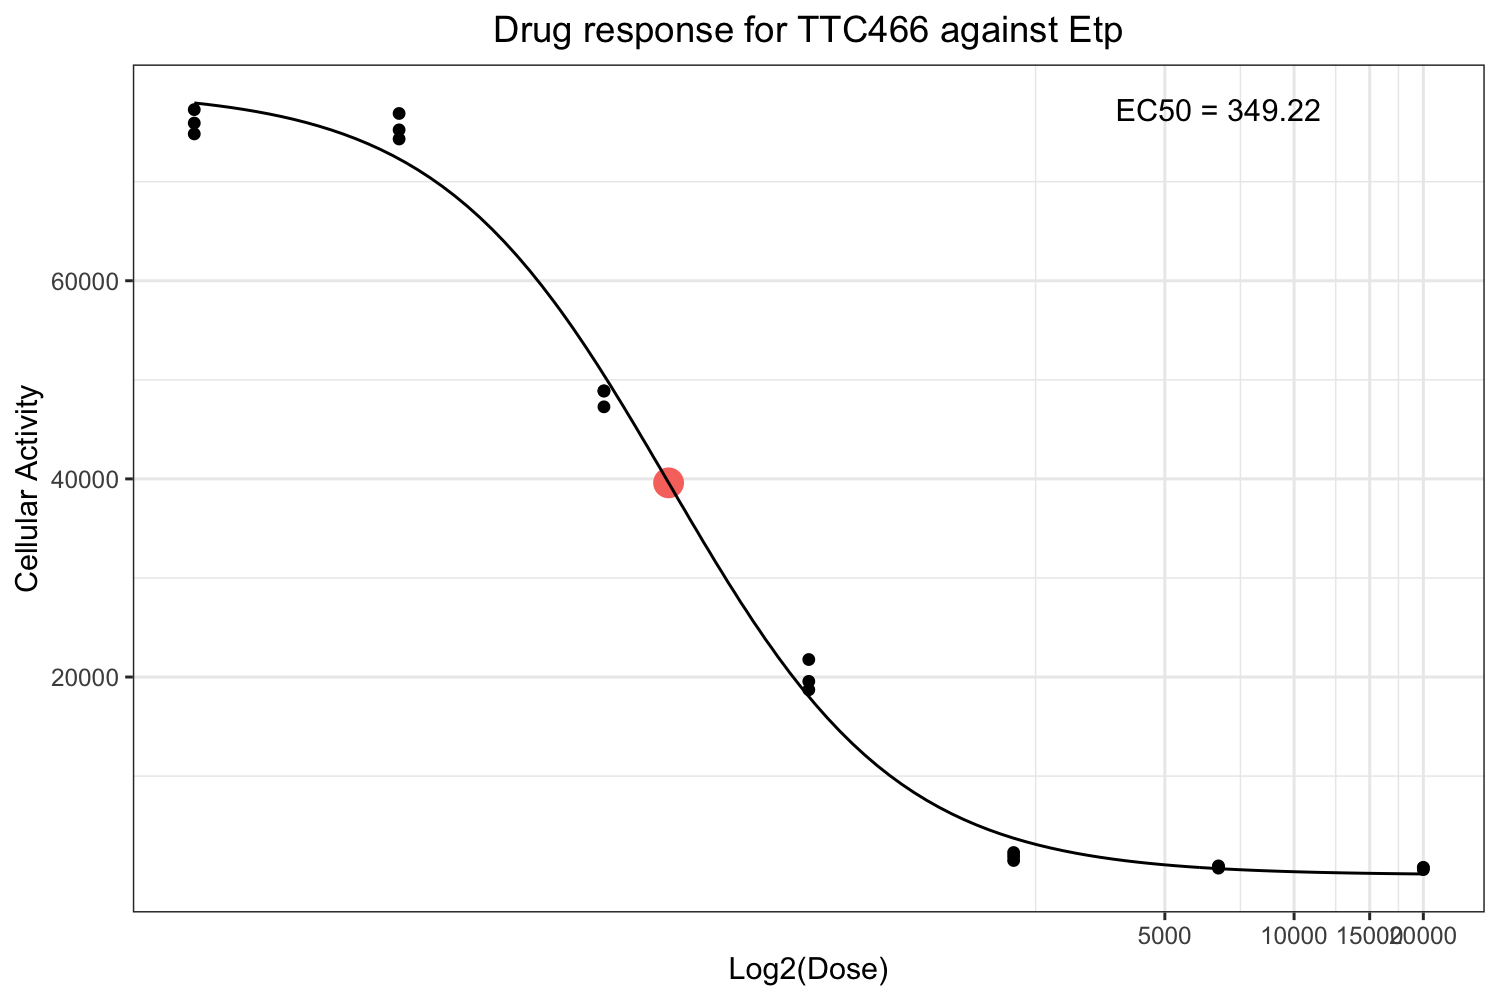 Drug response for TTC466 against Etp
EC50 = 349.22
60000
40000
20000
Cellular Activity
5000
10000
15000
20000
Log2(Dose)